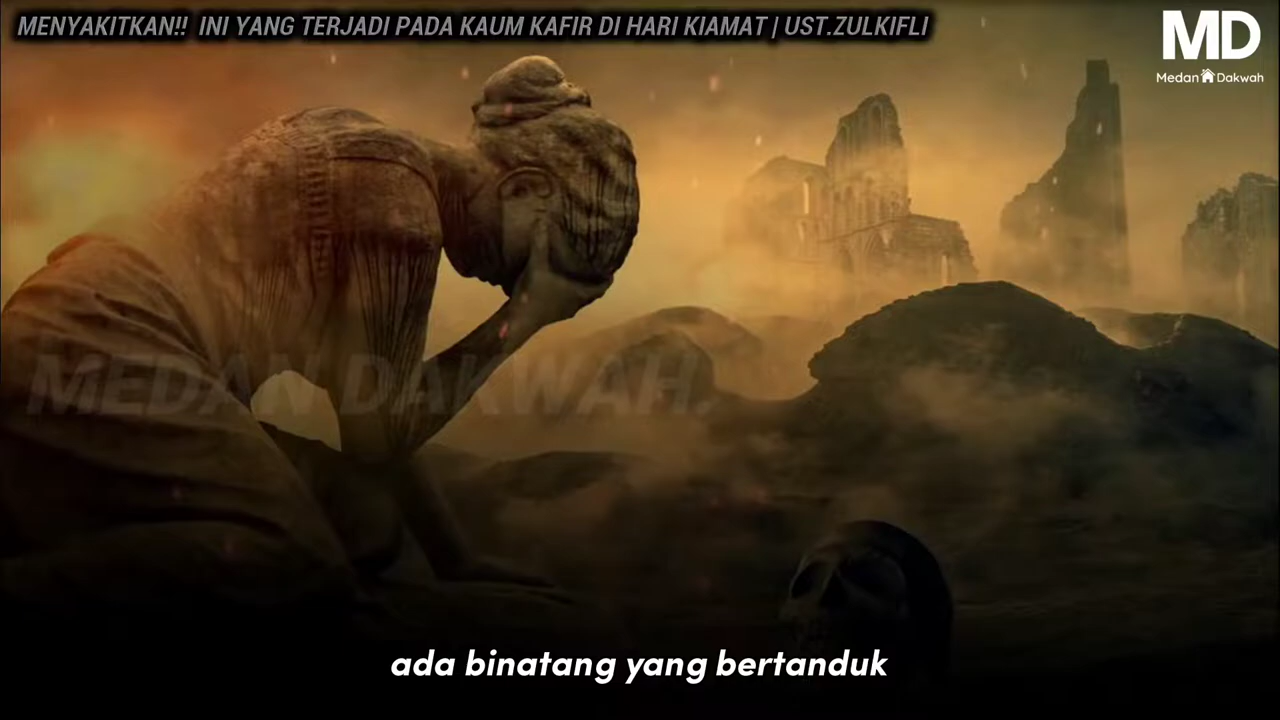 MENYAKITKAN!! INI YANG TERJADI PADA KAUM KAFIR DI HARI KIAMAT | UST.ZULKIFLI
MD
Medan Dakwah
MEDAN DAKWAH.
ada binatang yang bertanduk